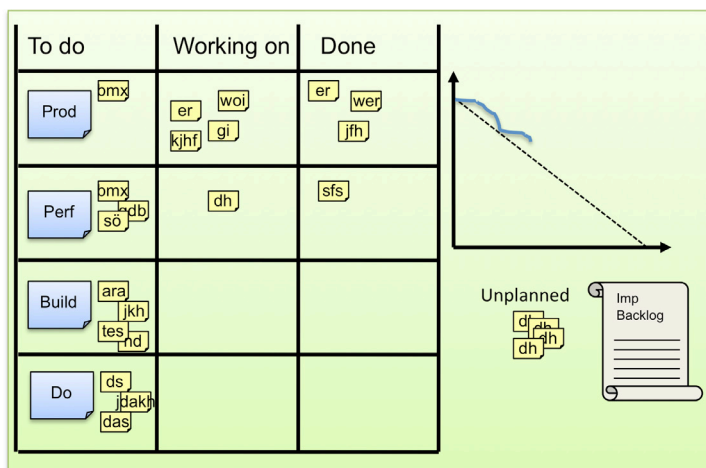 To do
Working on
Done
Prod
bmx
er
woi
kjhf
gi
er
wer
jfh
Perf
bmx
sö
dh
sfs
Build
ara
jkh
tes
Do
ds
jdakh
das
Unplanned
dh
dh
Imp
Backlog